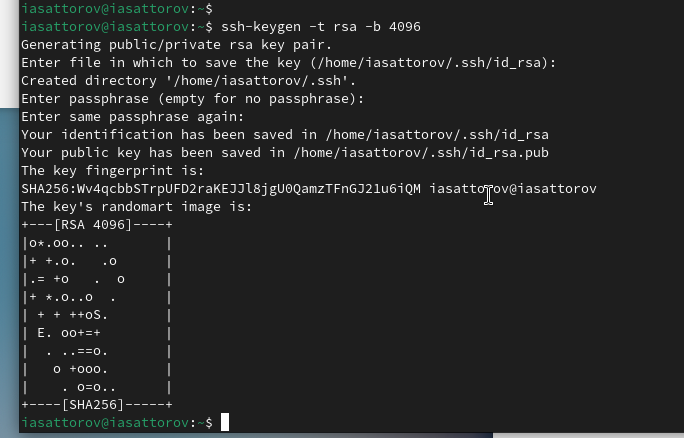 iasattorov@iasattorov:~$
iasattorov@iasattorov:~$ ssh-keygen -t rsa -b 4096
Generating public/private rsa key pair.
Enter file in which to save the key (/home/iasattorov/.ssh/id_rsa):
Created directory '/home/iasattorov/.ssh'.
Enter passphrase (empty for no passphrase):
Enter same passphrase again:
Your identification has been saved in /home/iasattorov/.ssh/id_rsa
Your public key has been saved in /home/iasattorov/.ssh/id_rsa.pub
The key fingerprint is:
SHA256:Wv4qcbbSTrpUFD2raKEJJl8jgU0QamzTFnGJ21u6iQM iasattorov@iasattorov
The key's randomart image is:
+---[RSA 4096]----+
|o*.oo.. ..       |
|+ +.o.   .o      |
|.= +o   .  o     |
|+ *.o..o  .      |
| + + ++oS.       |
| E. oo+=+        |
|  . ..==o.       |
|   o +ooo.       |
|    . o=o..      |
+----[SHA256]-----+
iasattorov@iasattorov:~$